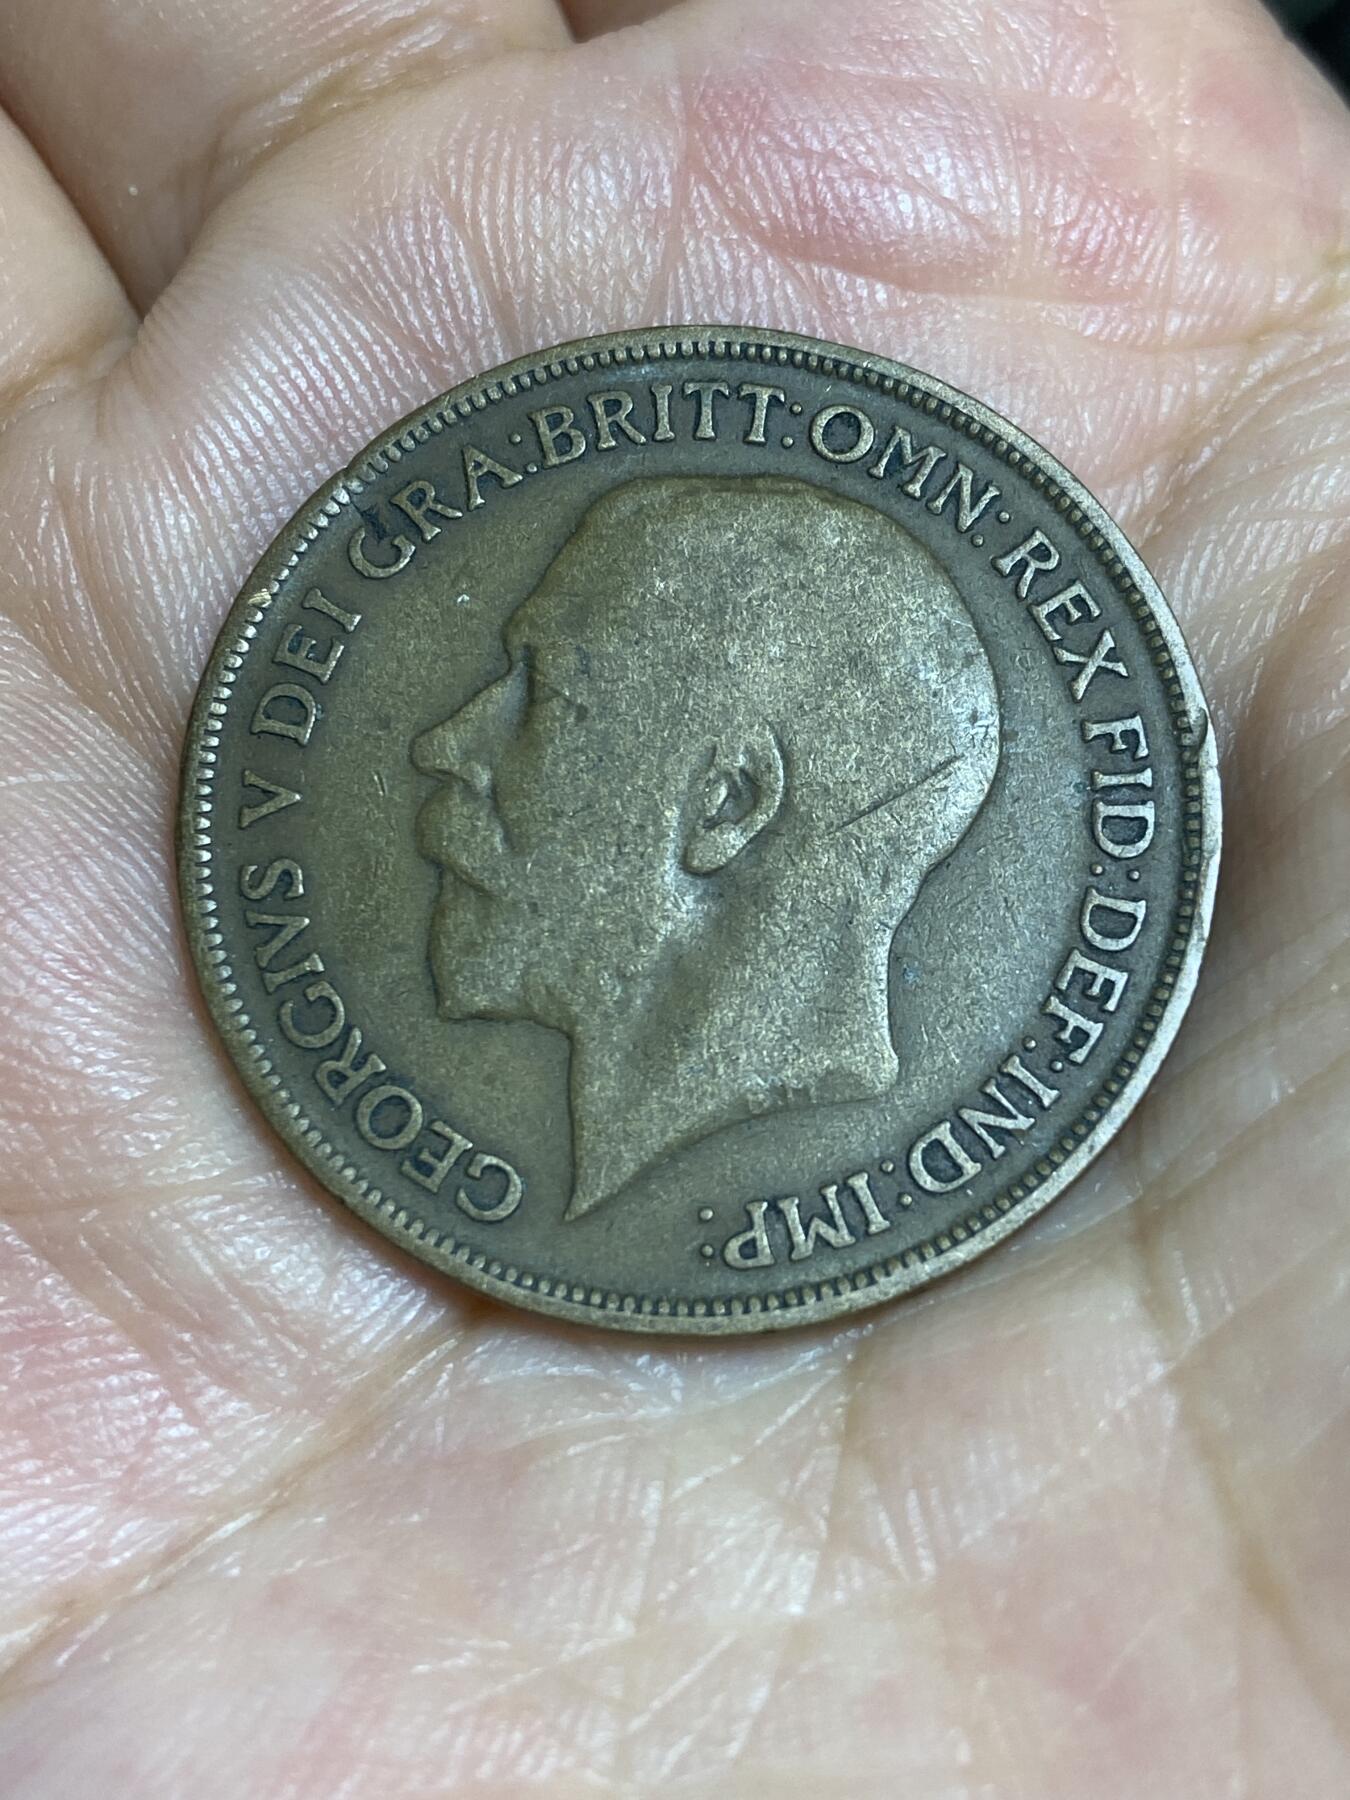 GEORGIVS V DEI GRA:BRITT:OMN:REX FID:DEF:IND:IMP: